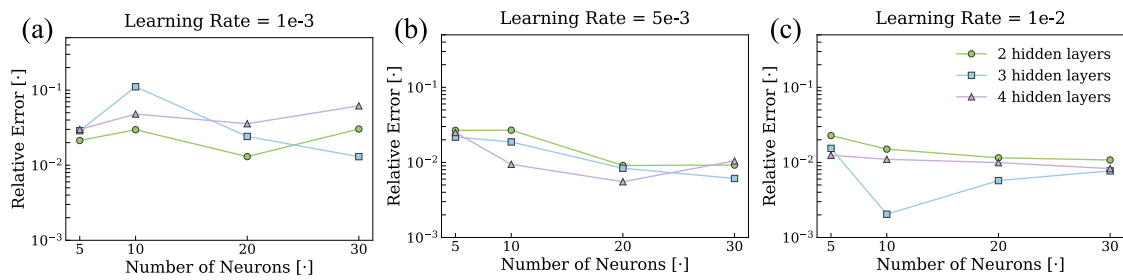 (a)
Learning Rate = 1e-3
Relative Error [·]
10⁻¹
10⁻²
10⁻³
5
10
20
30
Number of Neurons [·]
(b)
Learning Rate = 5e-3
Relative Error [·]
10⁻¹
10⁻²
10⁻³
5
10
20
30
Number of Neurons [·]
(c)
Learning Rate = 1e-2
2 hidden layers
3 hidden layers
4 hidden layers
Relative Error [·]
10⁻¹
10⁻²
10⁻³
5
10
20
30
Number of Neurons [·]